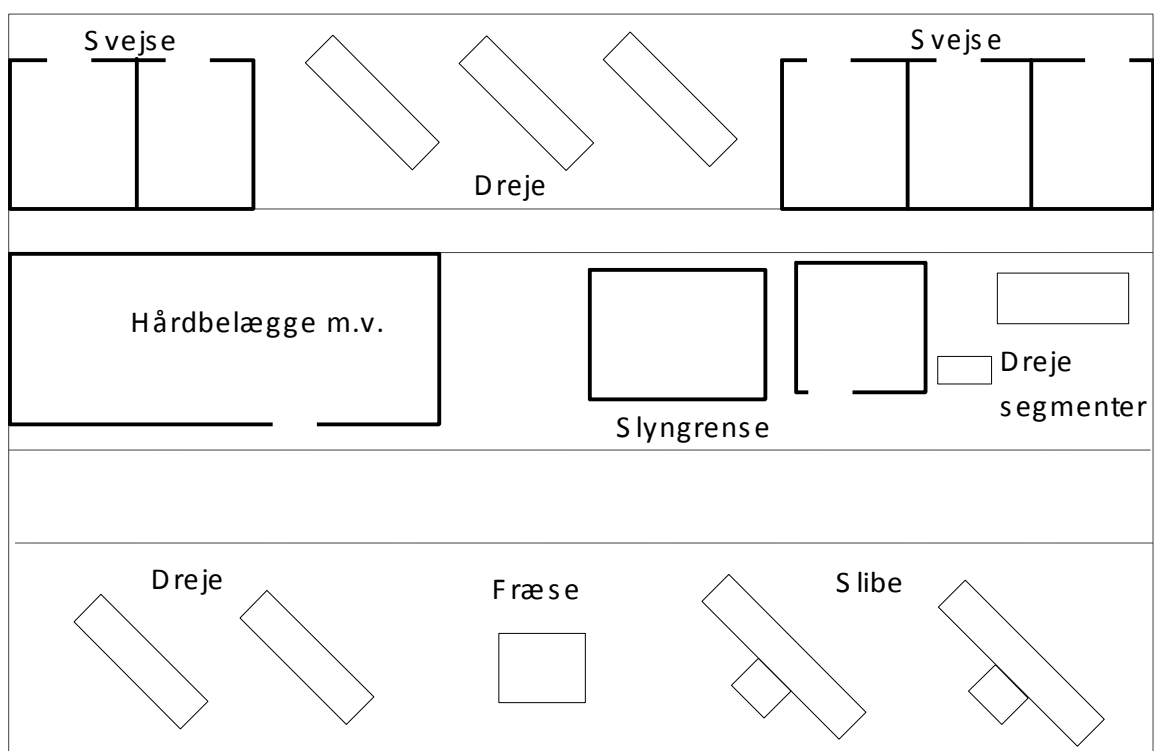 Svejse
Svejse
Dreje
Hårdbelægge m.v.
Dreje
segmenter
Slyngrense
Dreje
Fræse
Slibe